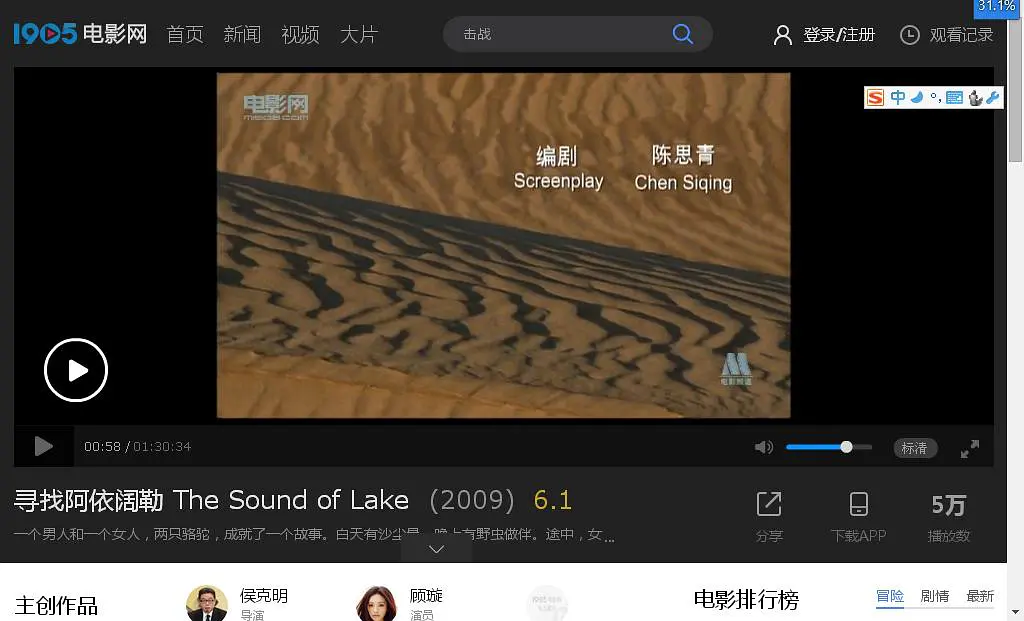 31.1%
1905 电影网 首页 新闻 视频 大片 击战 登录/注册 观看记录
中
电影网
M1905.COM
编剧 陈思青
Screenplay Chen Siqing
电影频道
00:58 / 01:30:34 标清
寻找阿依阔勒 The Sound of Lake (2009) 6.1 5万
一个男人和一个女人，两只骆驼，成就了一个故事。白天有沙尘暴，晚上有野虫做伴。途中，女... 分享 下载APP 播放数
主创作品 侯克明 顾璇 电影排行榜 冒险 剧情 最新
导演 演员